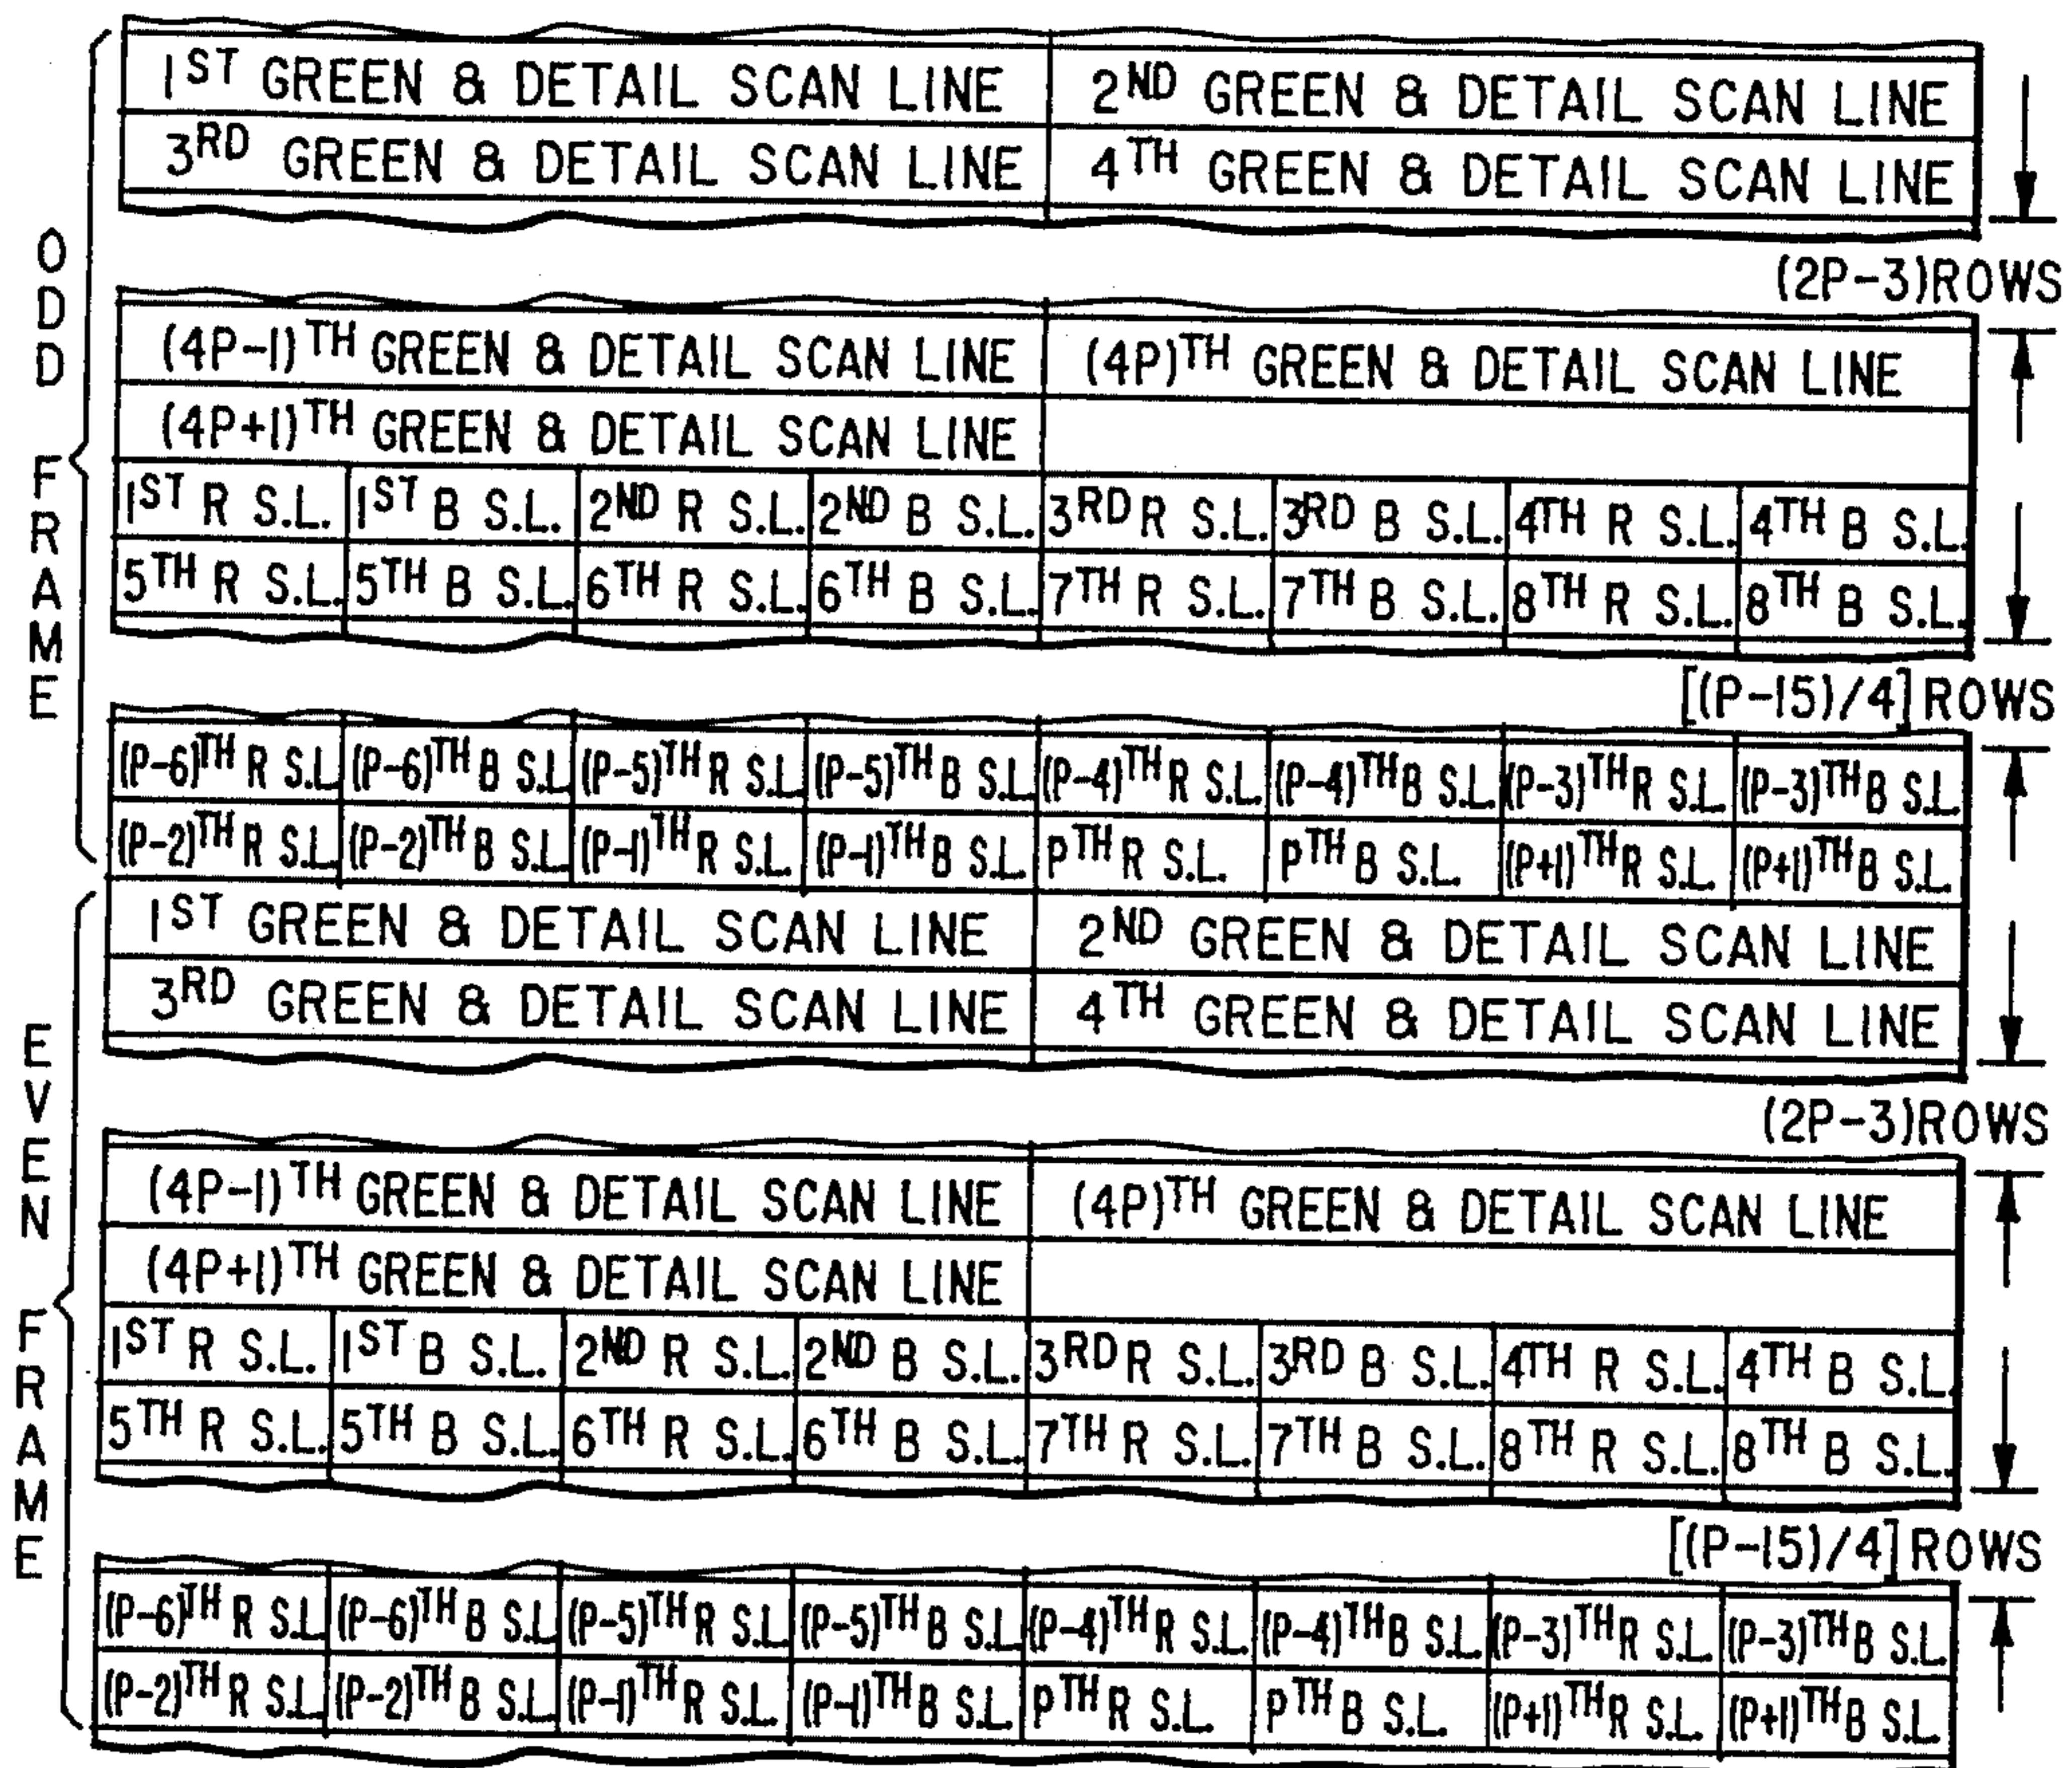 ODD FRAME
1ST GREEN & DETAIL SCAN LINE 2ND GREEN & DETAIL SCAN LINE
3RD GREEN & DETAIL SCAN LINE 4TH GREEN & DETAIL SCAN LINE
(2P-3)ROWS
(4P-1)TH GREEN & DETAIL SCAN LINE (4P)TH GREEN & DETAIL SCAN LINE
(4P+1)TH GREEN & DETAIL SCAN LINE
1ST R S.L. 1ST B S.L. 2ND R S.L. 2ND B S.L. 3RD R S.L. 3RD B S.L. 4TH R S.L. 4TH B S.L.
5TH R S.L. 5TH B S.L. 6TH R S.L. 6TH B S.L. 7TH R S.L. 7TH B S.L. 8TH R S.L. 8TH B S.L.
[(P-15)/4] ROWS
(P-6)TH R S.L. (P-6)TH B S.L. (P-5)TH R S.L. (P-5)TH B S.L. (P-4)TH R S.L. (P-4)TH B S.L. (P-3)TH R S.L. (P-3)TH B S.L.
(P-2)TH R S.L. (P-2)TH B S.L. (P-1)TH R S.L. (P-1)TH B S.L. PTH R S.L. PTH B S.L. (P+1)TH R S.L. (P+1)TH B S.L.
EVEN FRAME
1ST GREEN & DETAIL SCAN LINE 2ND GREEN & DETAIL SCAN LINE
3RD GREEN & DETAIL SCAN LINE 4TH GREEN & DETAIL SCAN LINE
(2P-3)ROWS
(4P-1)TH GREEN & DETAIL SCAN LINE (4P)TH GREEN & DETAIL SCAN LINE
(4P+1)TH GREEN & DETAIL SCAN LINE
1ST R S.L. 1ST B S.L. 2ND R S.L. 2ND B S.L. 3RD R S.L. 3RD B S.L. 4TH R S.L. 4TH B S.L.
5TH R S.L. 5TH B S.L. 6TH R S.L. 6TH B S.L. 7TH R S.L. 7TH B S.L. 8TH R S.L. 8TH B S.L.
[(P-15)/4] ROWS
(P-6)TH R S.L. (P-6)TH B S.L. (P-5)TH R S.L. (P-5)TH B S.L. (P-4)TH R S.L. (P-4)TH B S.L. (P-3)TH R S.L. (P-3)TH B S.L.
(P-2)TH R S.L. (P-2)TH B S.L. (P-1)TH R S.L. (P-1)TH B S.L. PTH R S.L. PTH B S.L. (P+1)TH R S.L. (P+1)TH B S.L.